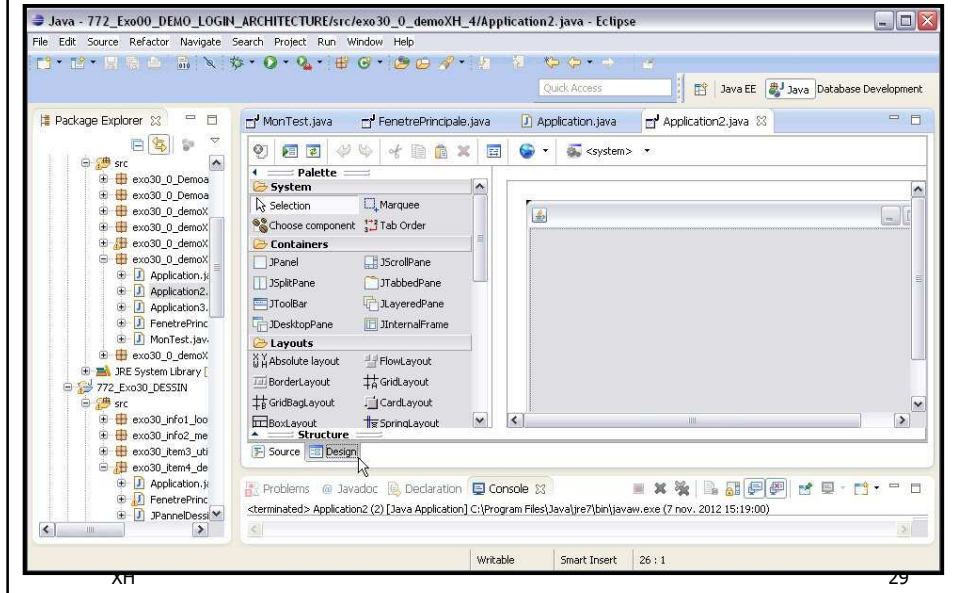 Java - 772_Exo00_DEMO_LOGIN_ARCHITECTURE/src/exo30_0_demoXH_4/Application2.java - Eclipse
File Edit Source Refactor Navigate Search Project Run Window Help
Quick Access
Java EE Java Database Development
Package Explorer
src
exo30_0_Demoa
exo30_0_Demoa
exo30_0_demoX
exo30_0_demoX
exo30_0_demoX
exo30_0_demoX
Application.ja
Application2.
Application3.
FenetrePrinc
MonTest.jav
exo30_0_demoX
JRE System Library [
772_Exo30_DESSIN
src
exo30_info1_loo
exo30_info2_me
exo30_item3_uti
exo30_item4_de
Application.ja
FenetrePrinc
JPannelDessi
MonTest.java FenetrePrincipale.java Application.java Application2.java
<system>
Palette
System
Selection Marquee
Choose component Tab Order
Containers
JPanel JScrollPane
JSplitPane JTabbedPane
JToolBar JLayeredPane
JDesktopPane JInternalFrame
Layouts
Absolute layout FlowLayout
BorderLayout GridLayout
GridBagLayout CardLayout
BoxLayout SpringLayout
Structure
Source Design
Problems @ Javadoc Declaration Console
<terminated> Application2 (2) [Java Application] C:\Program Files\Java\jre7\bin\javaw.exe (7 nov. 2012 15:19:00)
Writable Smart Insert 26 : 1
XH 29